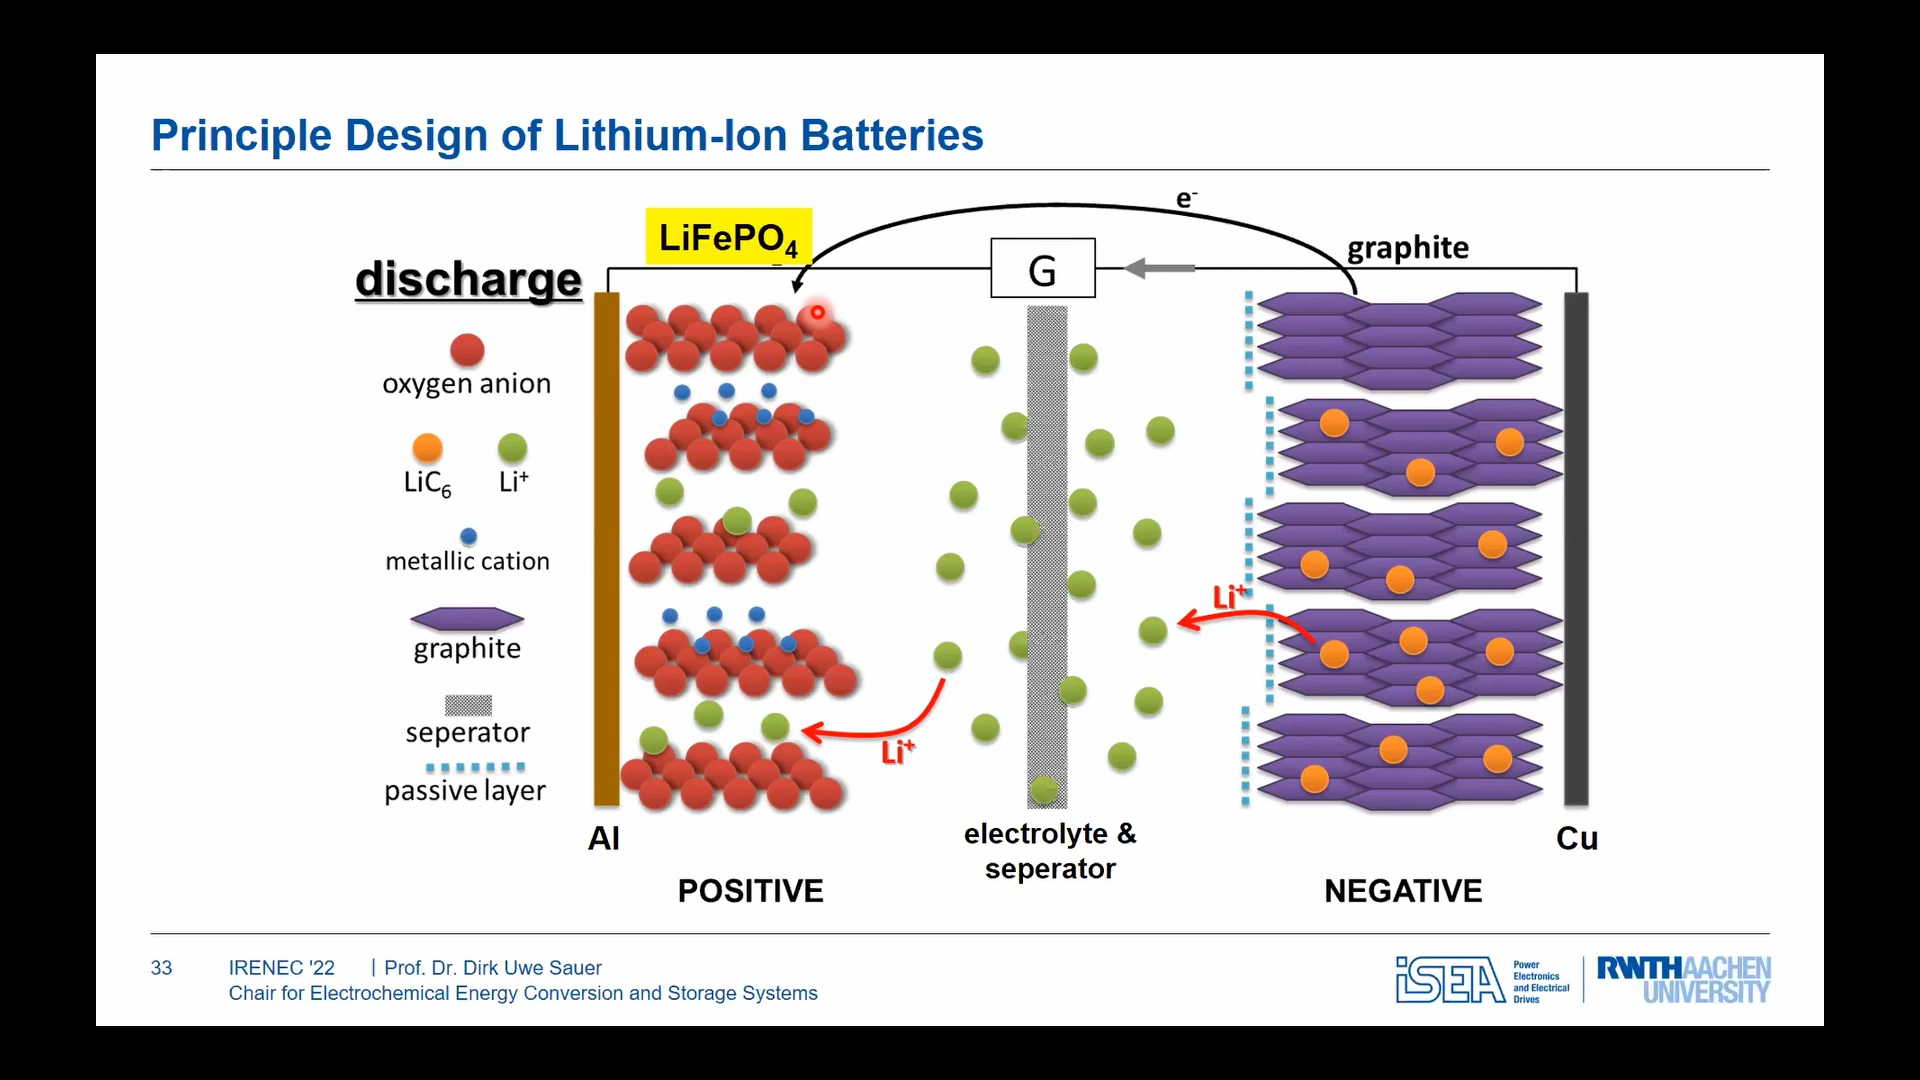 Principle Design of Lithium-Ion Batteries
e-
LiFePO4
graphite
discharge
G
oxygen anion
LiC6 Li+
metallic cation
graphite
seperator
passive layer
Li+
Li+
Al
electrolyte &
seperator
Cu
POSITIVE
NEGATIVE
33 IRENEC '22 | Prof. Dr. Dirk Uwe Sauer
Chair for Electrochemical Energy Conversion and Storage Systems
iSEA
Power
Electronics
and Electrical
Drives
RWTHAACHEN
UNIVERSITY